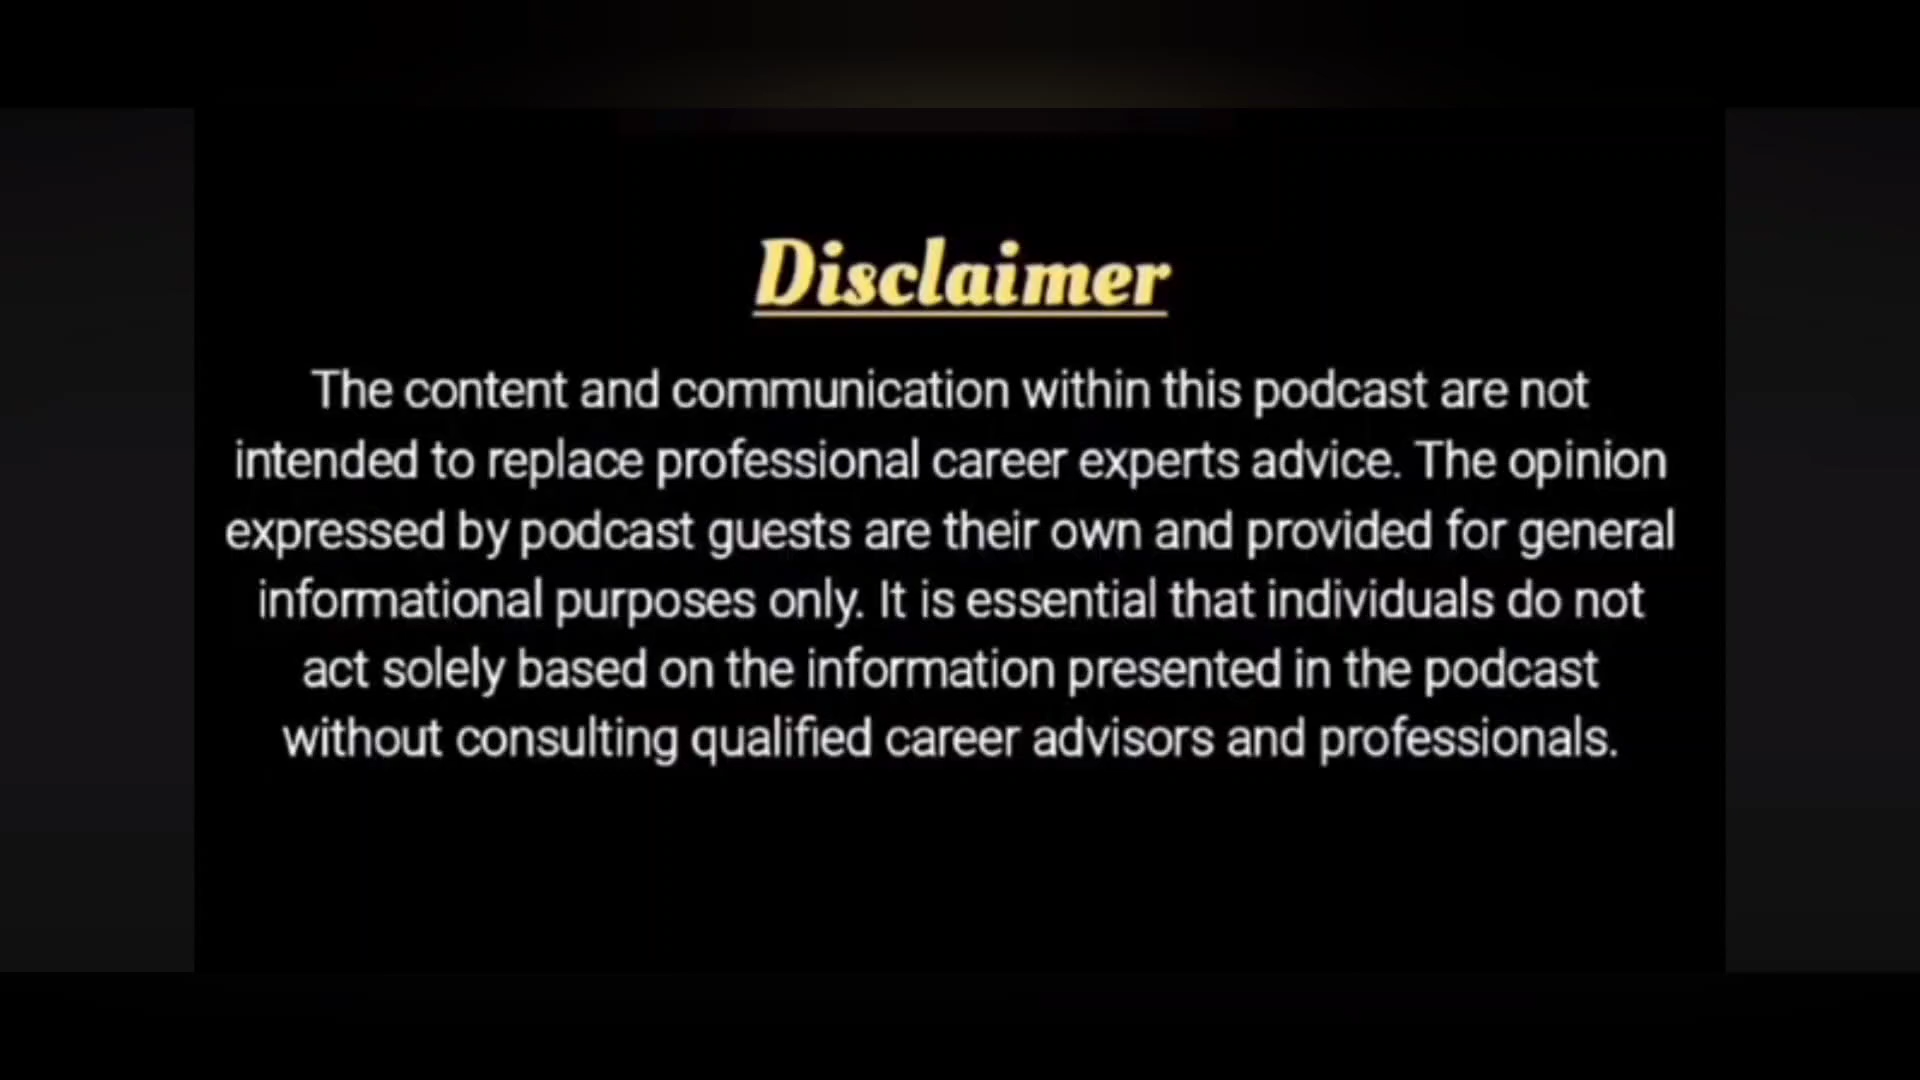 Disclaimer
The content and communication within this podcast are not
intended to replace professional career experts advice. The opinion
expressed by podcast guests are their own and provided for general
informational purposes only. It is essential that individuals do not
act solely based on the information presented in the podcast
without consulting qualified career advisors and professionals.